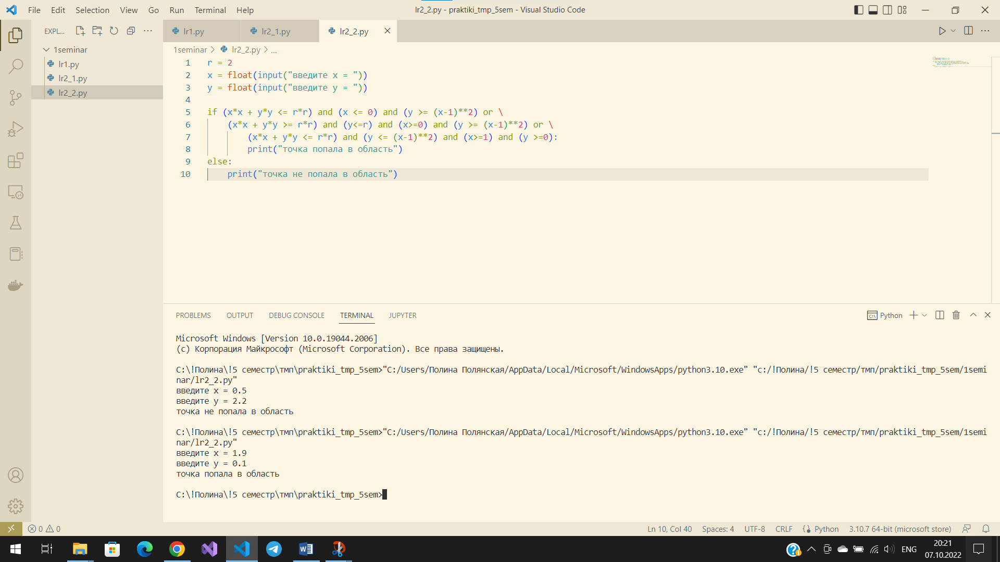 File Edit Selection View Go Run Terminal Help
lr2_2.py - praktiki_tmp_5sem - Visual Studio Code
EXPL...
lr1.py
lr2_1.py
lr2_2.py
1seminar
lr1.py
lr2_1.py
lr2_2.py
1seminar > lr2_2.py > ...
1 r = 2
2 x = float(input("введите x = "))
3 y = float(input("введите y = "))
4
5 if (x*x + y*y <= r*r) and (x <= 0) and (y >= (x-1)**2) or \
6 (x*x + y*y >= r*r) and (y<=r) and (x>=0) and (y >= (x-1)**2) or \
7 (x*x + y*y <= r*r) and (y <= (x-1)**2) and (x>=1) and (y >=0):
8 print("точка попала в область")
9 else:
10 print("точка не попала в область")
PROBLEMS OUTPUT DEBUG CONSOLE TERMINAL JUPYTER
Python
Microsoft Windows [Version 10.0.19044.2006]
(c) Корпорация Майкрософт (Microsoft Corporation). Все права защищены.
C:\!Полина\!5 семестр\тмп\praktiki_tmp_5sem>"C:/Users/Полина Полянская/AppData/Local/Microsoft/WindowsApps/python3.10.exe" "c:/!Полина/!5 семестр/тмп/praktiki_tmp_5sem/1semi
nar/lr2_2.py"
введите x = 0.5
введите y = 2.2
точка не попала в область
C:\!Полина\!5 семестр\тмп\praktiki_tmp_5sem>"C:/Users/Полина Полянская/AppData/Local/Microsoft/WindowsApps/python3.10.exe" "c:/!Полина/!5 семестр/тмп/praktiki_tmp_5sem/1semi
nar/lr2_2.py"
введите x = 1.9
введите y = 0.1
точка попала в область
C:\!Полина\!5 семестр\тмп\praktiki_tmp_5sem>
0 0
Ln 10, Col 40 Spaces: 4 UTF-8 CRLF Python 3.10.7 64-bit (microsoft store)
ENG
20:21
07.10.2022